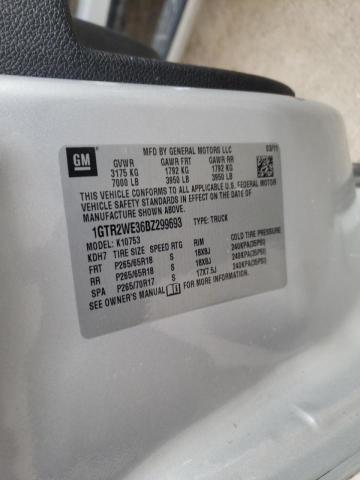 GM
MFD BY GENERAL MOTORS LLC 03/11
GVWR GAWR FRT GAWR RR
3175 KG 1792 KG 1792 KG
7000 LB 3950 LB 3950 LB
THIS VEHICLE CONFORMS TO ALL APPLICABLE U.S. FEDERAL MOTOR
VEHICLE SAFETY STANDARDS IN EFFECT ON THE DATE OF
MANUFACTURE SHOWN ABOVE.
1GTR2WE36BZ299693 TYPE: TRUCK
MODEL: K10753
KDH7 TIRE SIZE SPEED RTG RIM COLD TIRE PRESSURE
FRT P265/65R18 S 18X8J 240KPA(35PSI)
RR P265/65R18 S 18X8J 240KPA(35PSI)
SPA P265/70R17 S 17X7.5J 240KPA(35PSI)
SEE OWNER'S MANUAL FOR MORE INFORMATION.